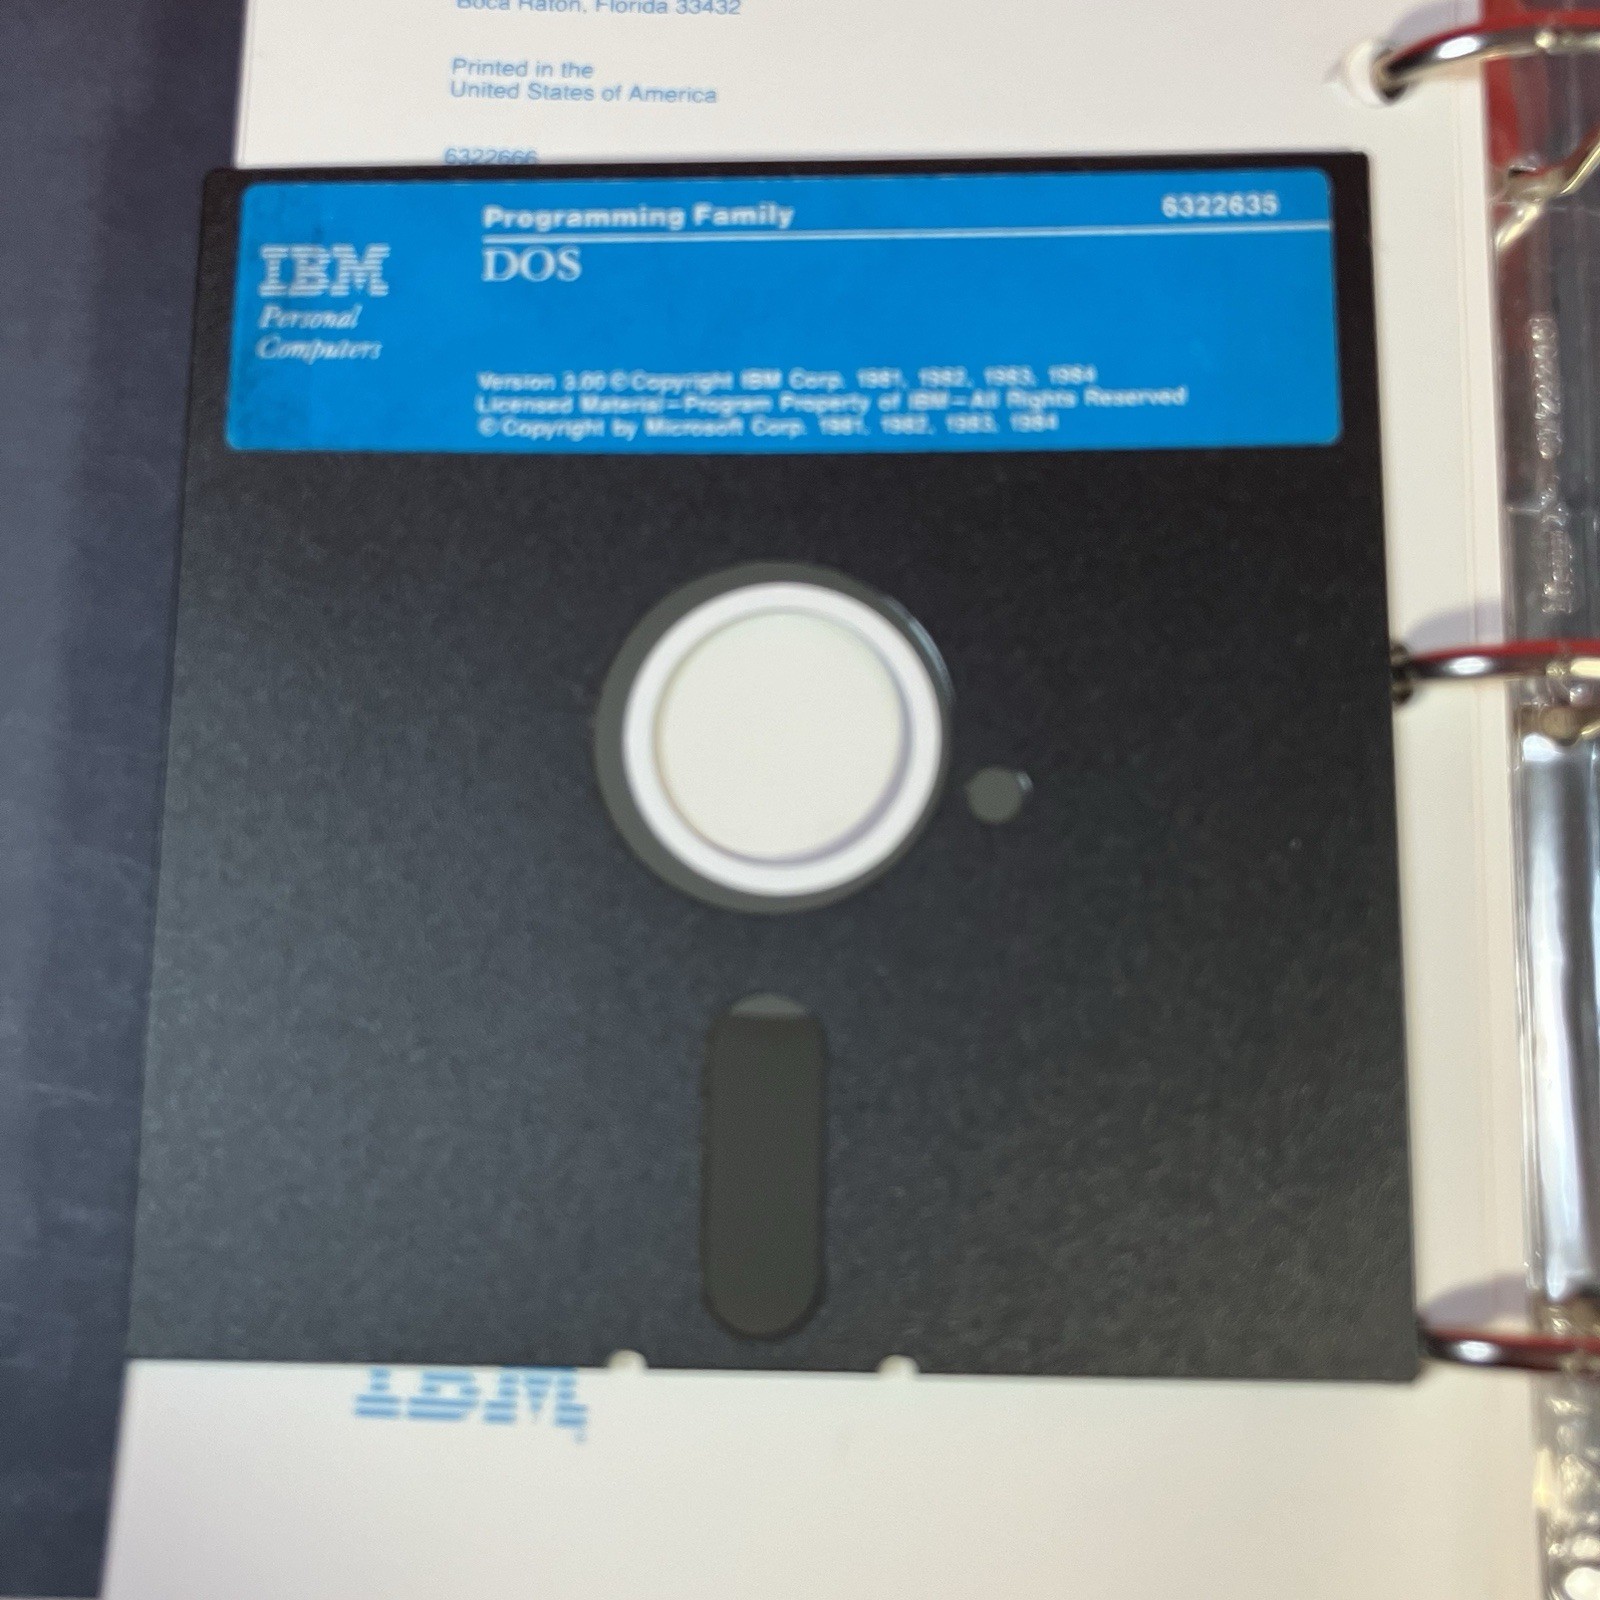 Boca Raton, Florida 33432
Printed in the
United States of America
6322666
Programming Family
6322635
IBM
DOS
Personal
Computers
Version 3.00 © Copyright IBM Corp. 1981, 1982, 1983, 1984
Licensed Material—Program Property of IBM—All Rights Reserved
© Copyright by Microsoft Corp. 1981, 1982, 1983, 1984
IBM